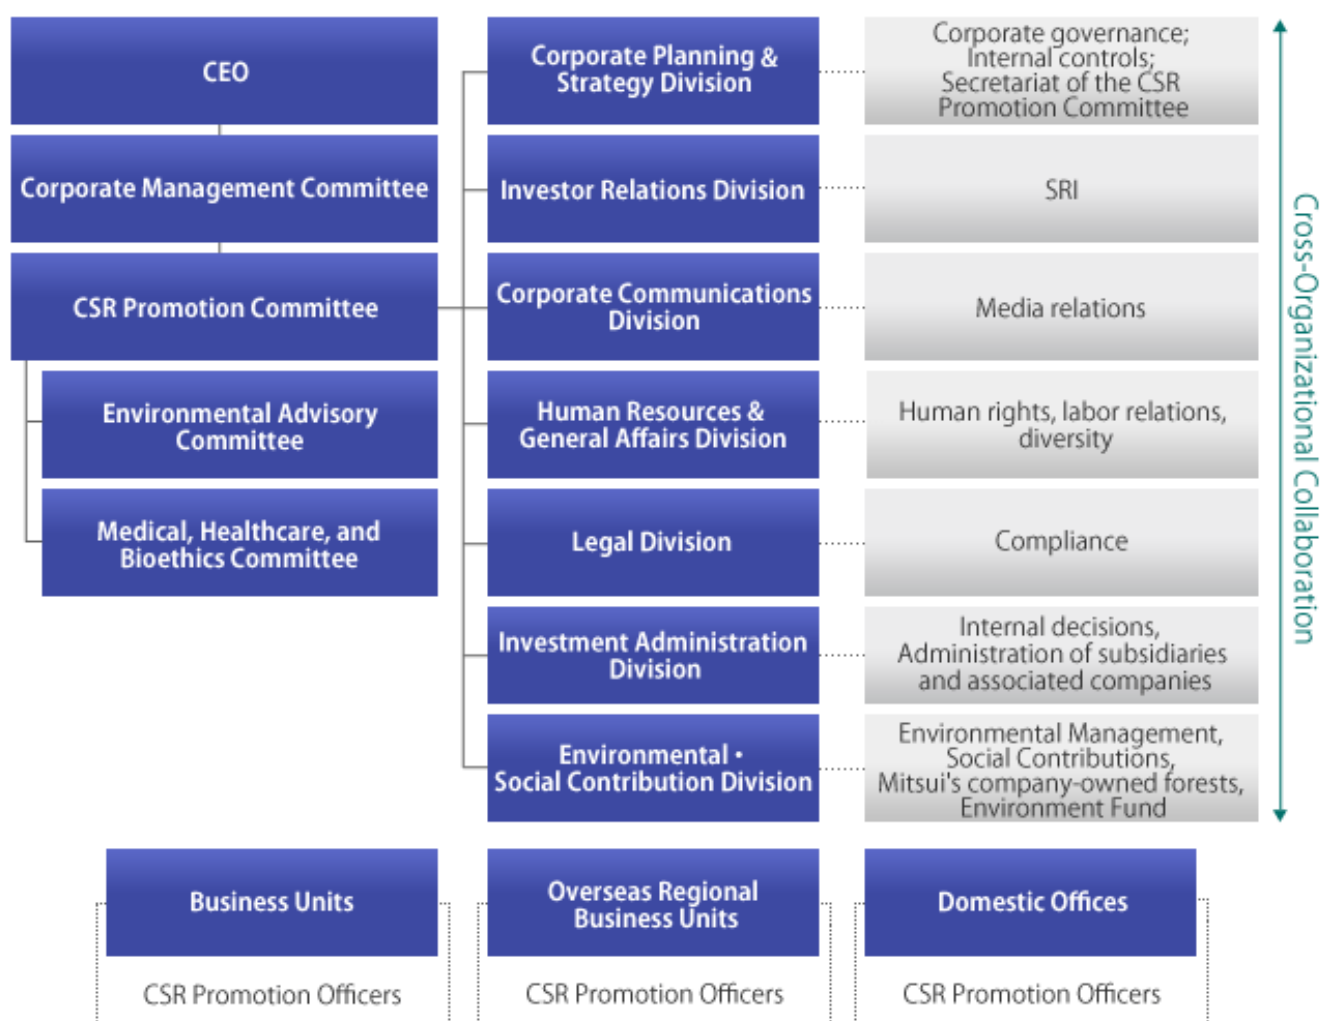 CEO
Corporate Management Committee
CSR Promotion Committee
Environmental Advisory
Committee
Medical, Healthcare, and
Bioethics Committee
Corporate Planning &
Strategy Division
Corporate governance;
Internal controls;
Secretariat of the CSR
Promotion Committee
Investor Relations Division
SRI
Corporate Communications
Division
Media relations
Human Resources &
General Affairs Division
Human rights, labor relations,
diversity
Legal Division
Compliance
Investment Administration
Division
Internal decisions,
Administration of subsidiaries
and associated companies
Environmental •
Social Contribution Division
Environmental Management,
Social Contributions,
Mitsui's company-owned forests,
Environment Fund
Cross-Organizational Collaboration
Business Units
CSR Promotion Officers
Overseas Regional
Business Units
CSR Promotion Officers
Domestic Offices
CSR Promotion Officers